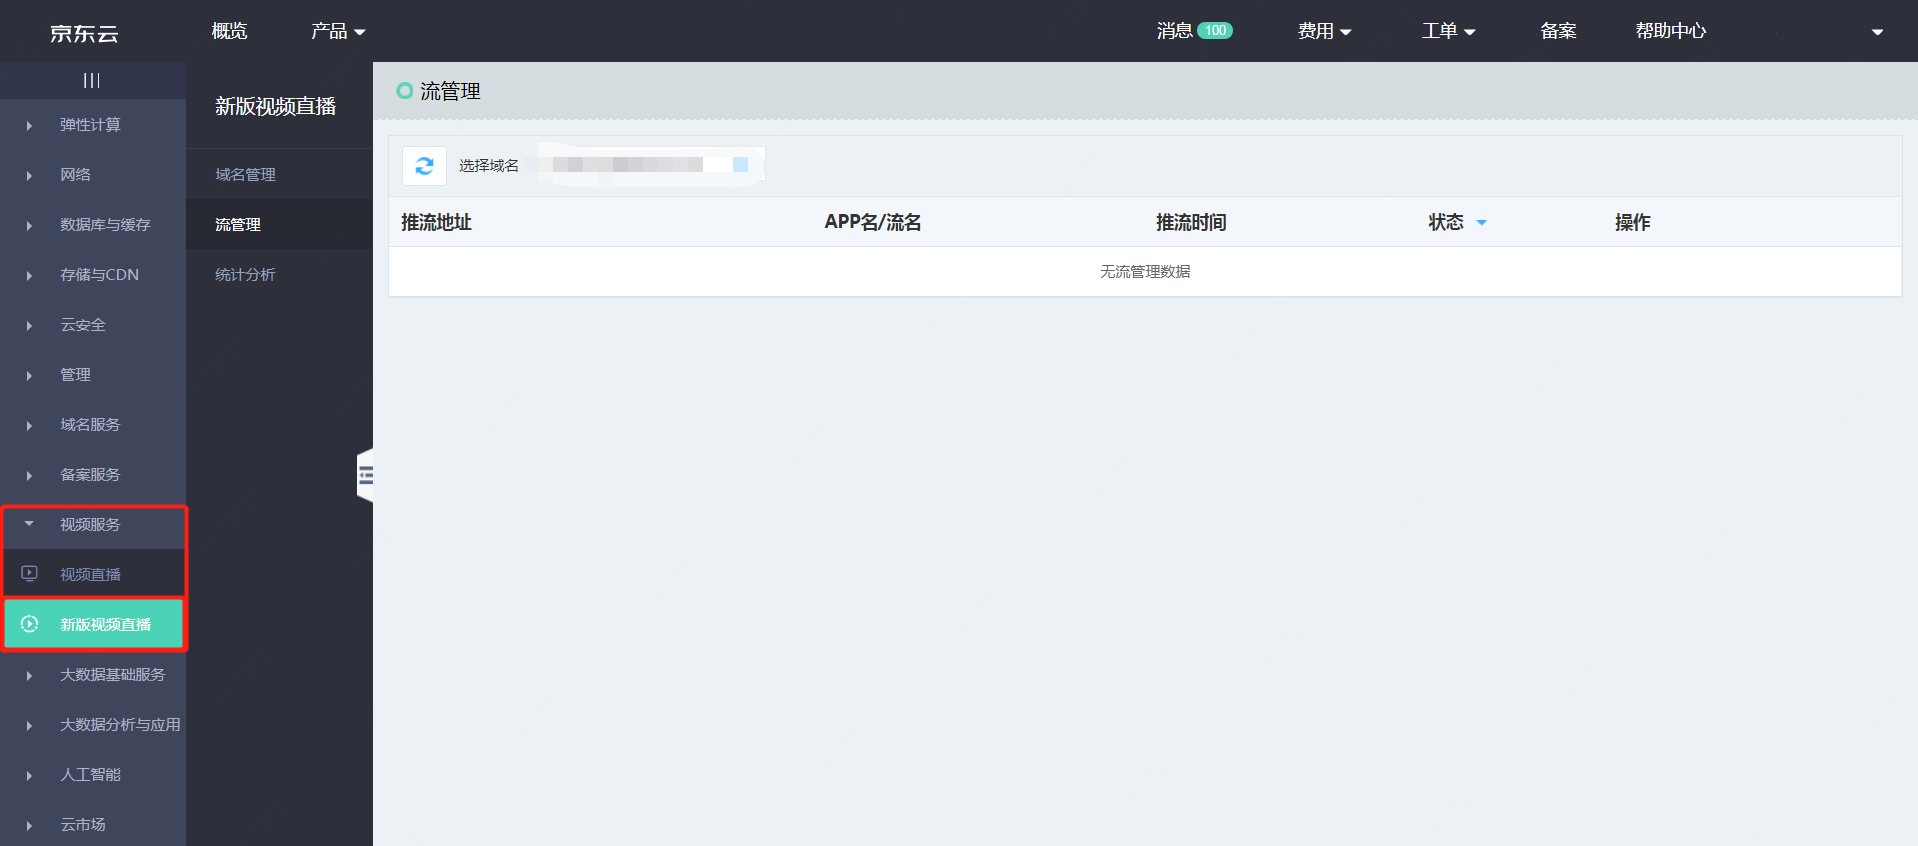 京东云
概览
产品
消息 100
费用
工单
备案
帮助中心
弹性计算
网络
数据库与缓存
存储与CDN
云安全
管理
域名服务
备案服务
视频服务
视频直播
新版视频直播
大数据基础服务
大数据分析与应用
人工智能
云市场
新版视频直播
域名管理
流管理
统计分析
流管理
选择域名
推流地址 APP名/流名 推流时间 状态 操作
无流管理数据